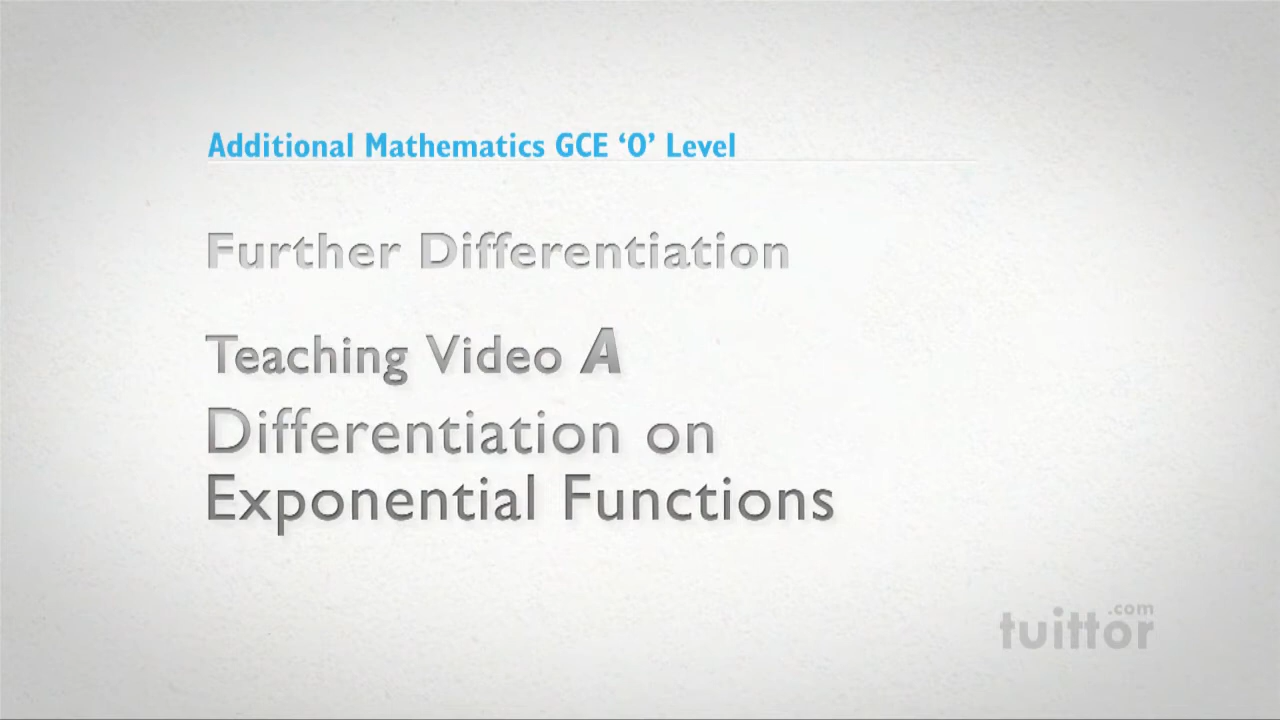 Additional Mathematics GCE ‘O’ Level
Further Differentiation
Teaching Video A
Differentiation on
Exponential Functions
tuittor.com